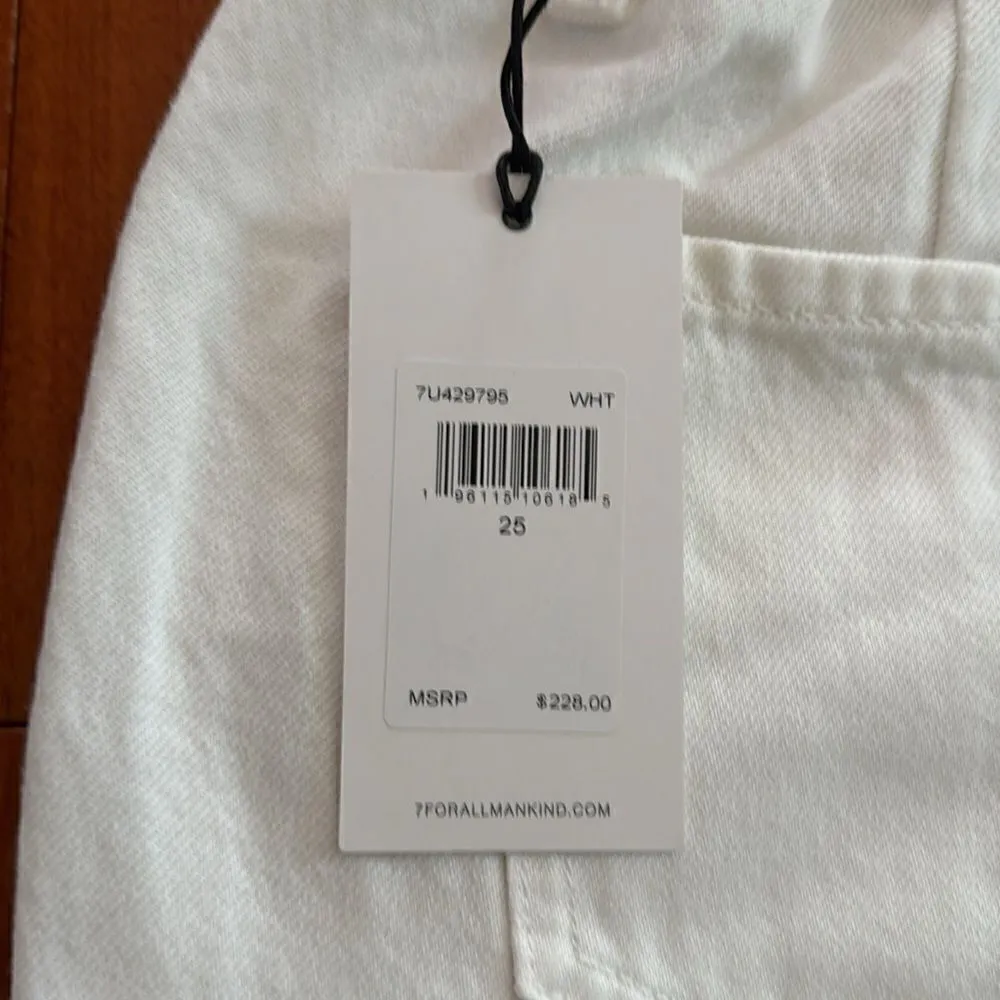 7U429795 WHT
1 96115 10618 5
25
MSRP $228.00
7FORALLMANKIND.COM